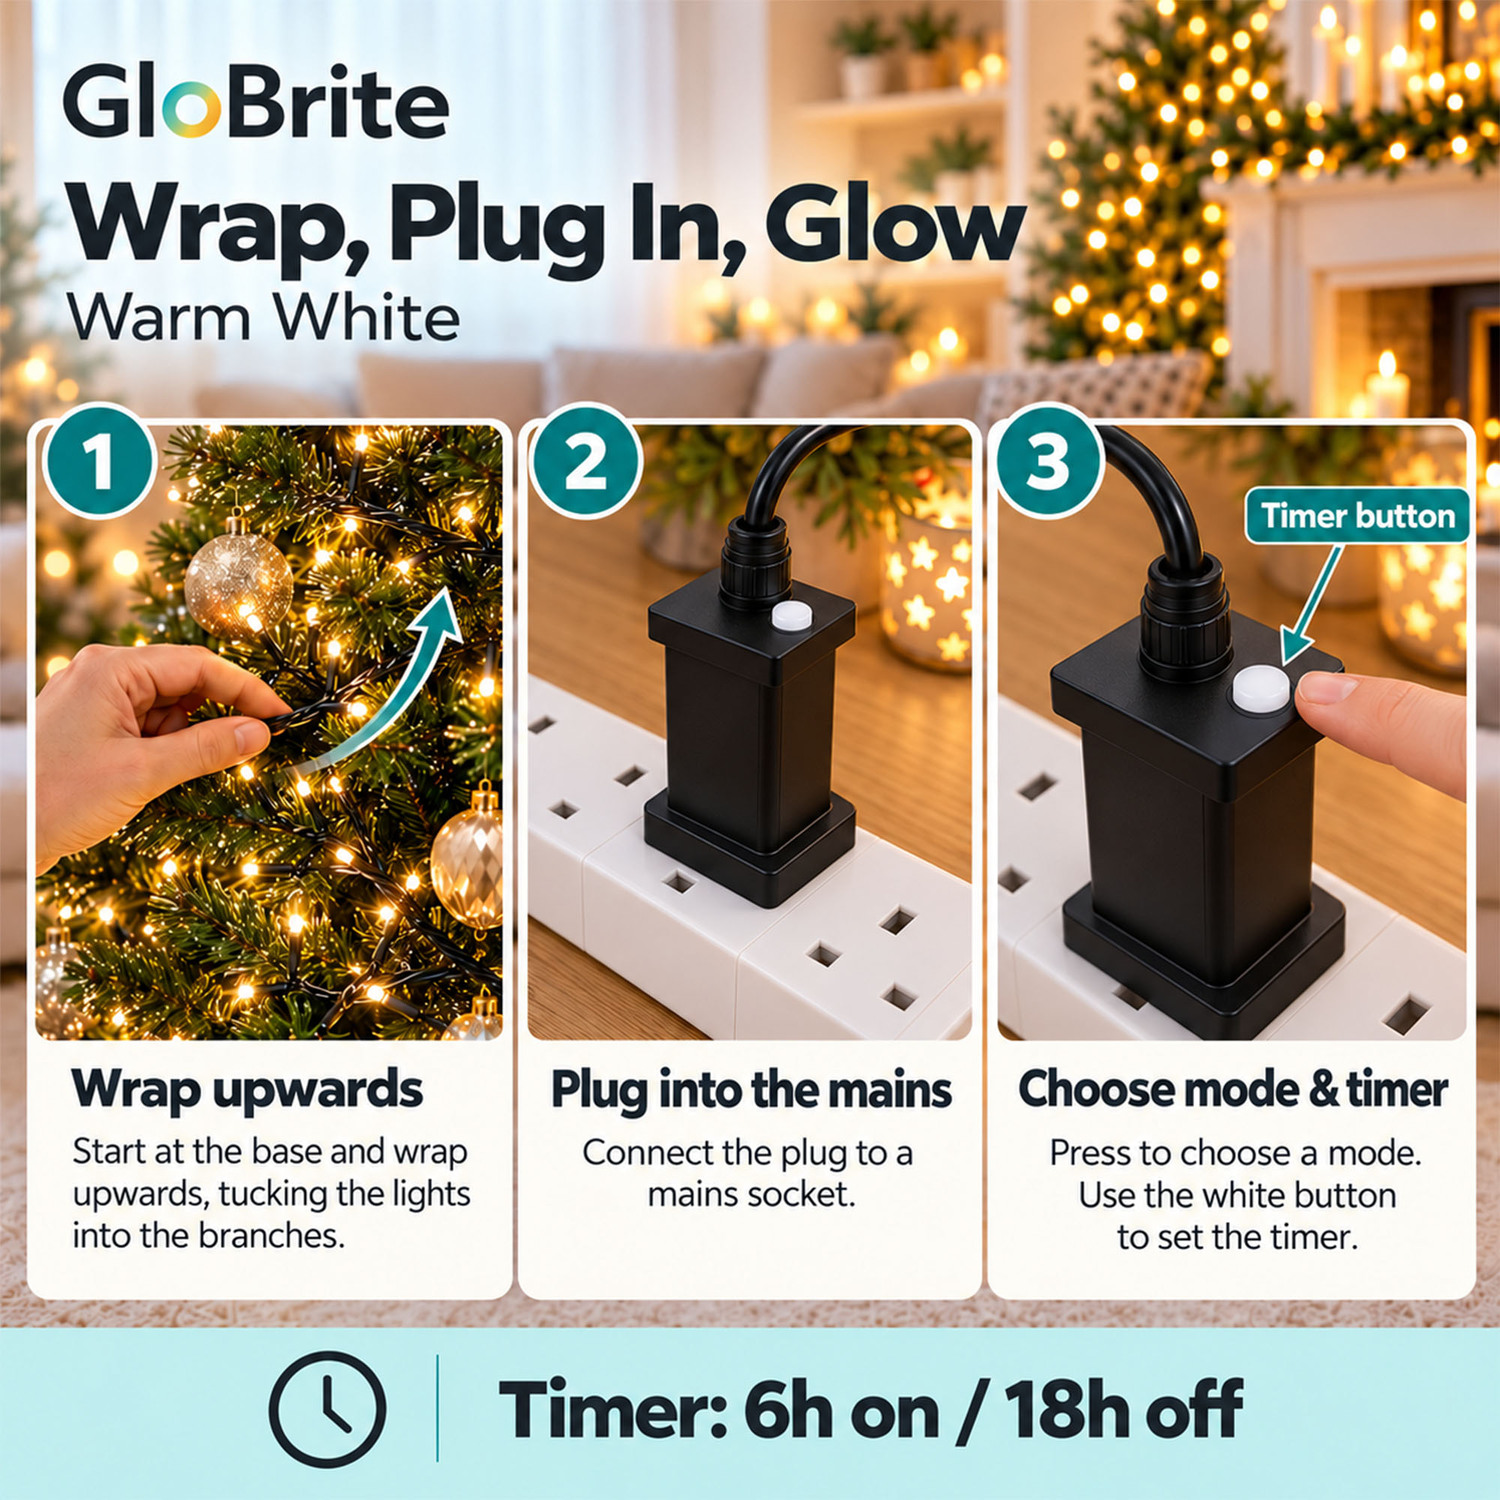 GloBrite
Wrap, Plug In, Glow
Warm White
1
2
3
Timer button
Wrap upwards
Start at the base and wrap
upwards, tucking the lights
into the branches.
Plug into the mains
Connect the plug to a
mains socket.
Choose mode & timer
Press to choose a mode.
Use the white button
to set the timer.
Timer: 6h on / 18h off